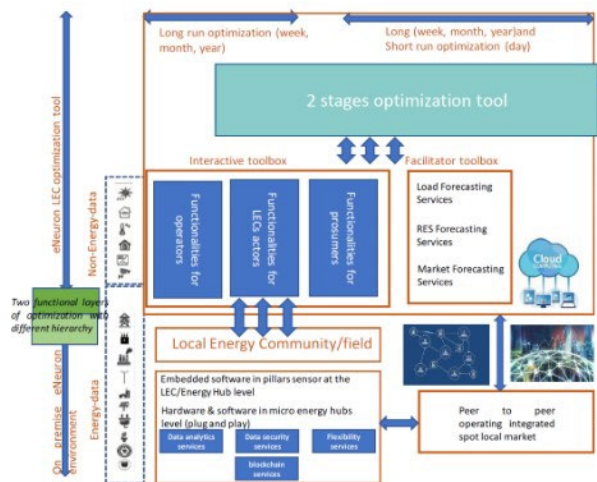 Long run optimization (week,
month, year)
Long (week, month, year)and
Short run optimization (day)
2 stages optimization tool
eNeuron LEC optimization tool
Non-Energy-data
Interactive toolbox
Facilitator toolbox
Functionalities for
operators
Functionalities for
LECs actors
Functionalities for
prosumers
Load Forecasting
Services
RES Forecasting
Services
Market Forecasting
Services
Cloud
COMPUTING
Two functional layers
of optimization with
different hierarchy
On premise eNeuron
environment
Energy-data
Local Energy Community/field
Embedded software in pillars sensor at the
LEC/Energy Hub level
Hardware & software in micro energy hubs
level (plug and play)
Data analytics
services
Data security
services
Flexibility
services
blockchain
services
Peer to peer
operating integrated
spot local market